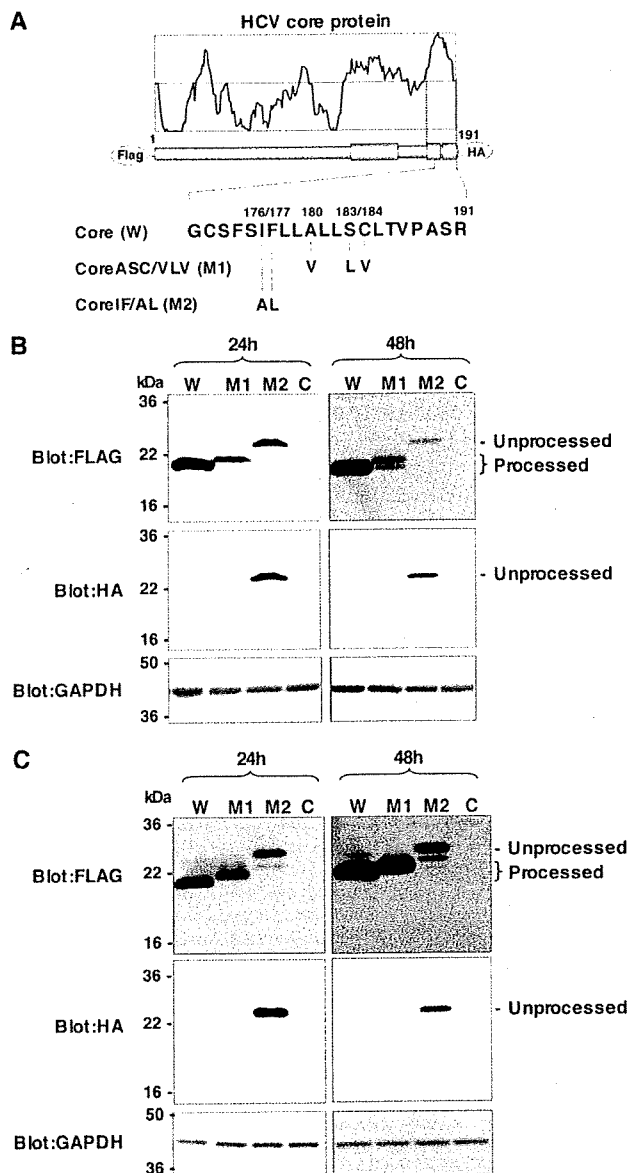 A
HCV core protein
1
191
Flag
HA
176/177 180 183/184 191
Core (W) GCSFSIFLLALLSCLTVPASR
CoreASC/VLV (M1) V L V
CoreIF/AL (M2) AL
B
24h 48h
kDa W M1 M2 C W M1 M2 C
36 -
- Unprocessed
Blot:FLAG 22 - } Processed
16 -
36 -
Blot:HA 22 - - Unprocessed
16 -
50 -
Blot:GAPDH
36 -
C
24h 48h
kDa W M1 M2 C W M1 M2 C
36 -
- Unprocessed
Blot:FLAG 22 - } Processed
16 -
36 -
Blot:HA 22 - - Unprocessed
16 -
50 -
Blot:GAPDH
36 -